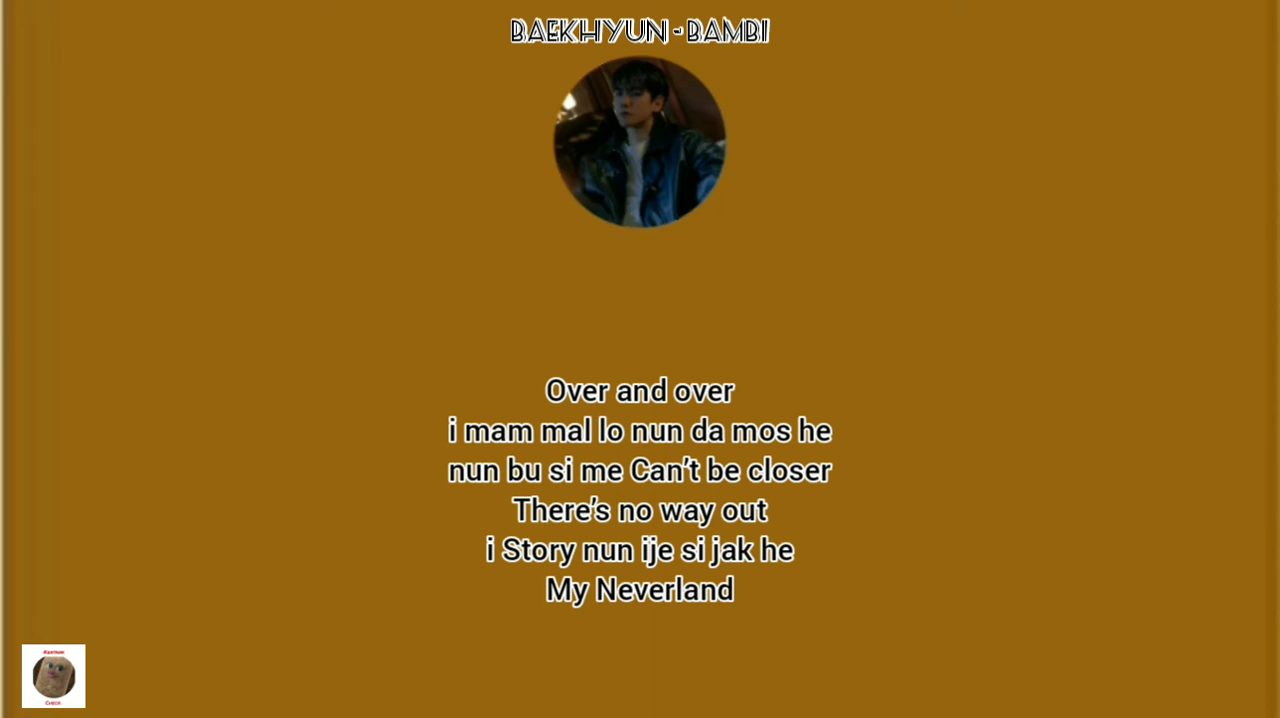 BAEKHYUN - BAMBI
Over and over
i mam mal lo nun da mos he
nun bu si me Can't be closer
There's no way out
i Story nun ije si jak he
My Neverland